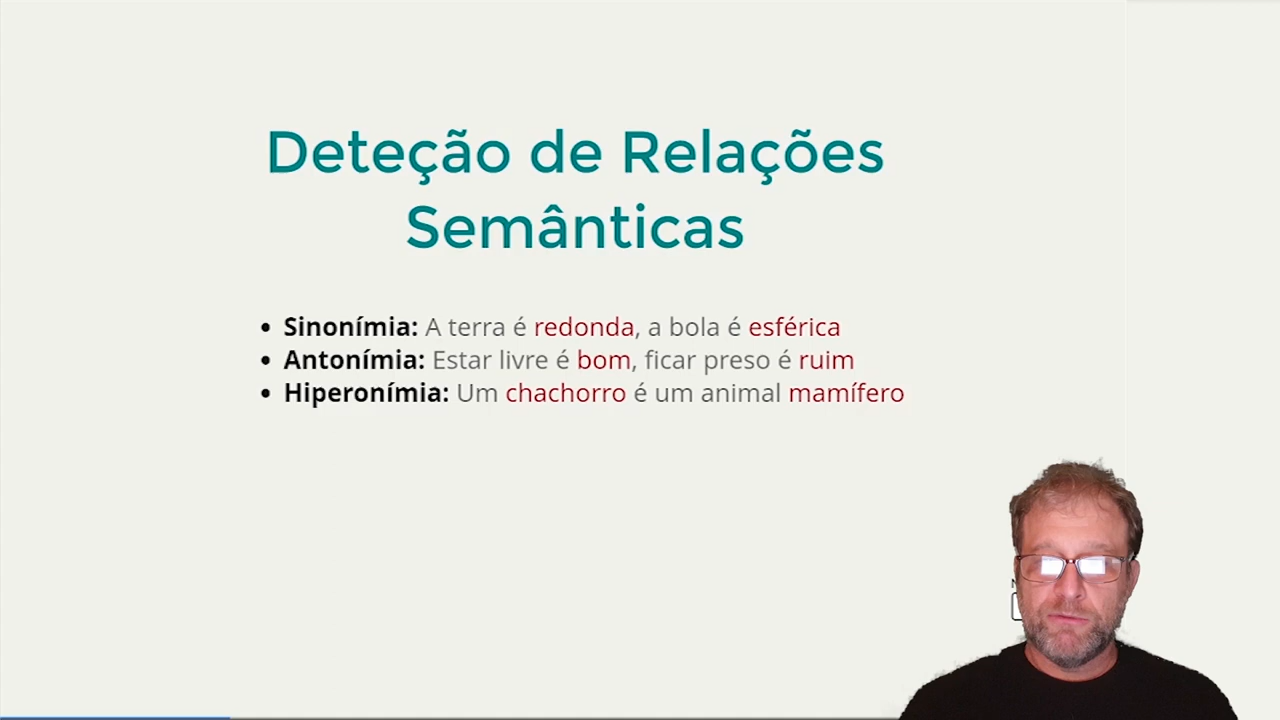 Deteção de Relações
Semânticas
• Sinonímia: A terra é redonda, a bola é esférica
• Antonímia: Estar livre é bom, ficar preso é ruim
• Hiperonímia: Um chachorro é um animal mamífero